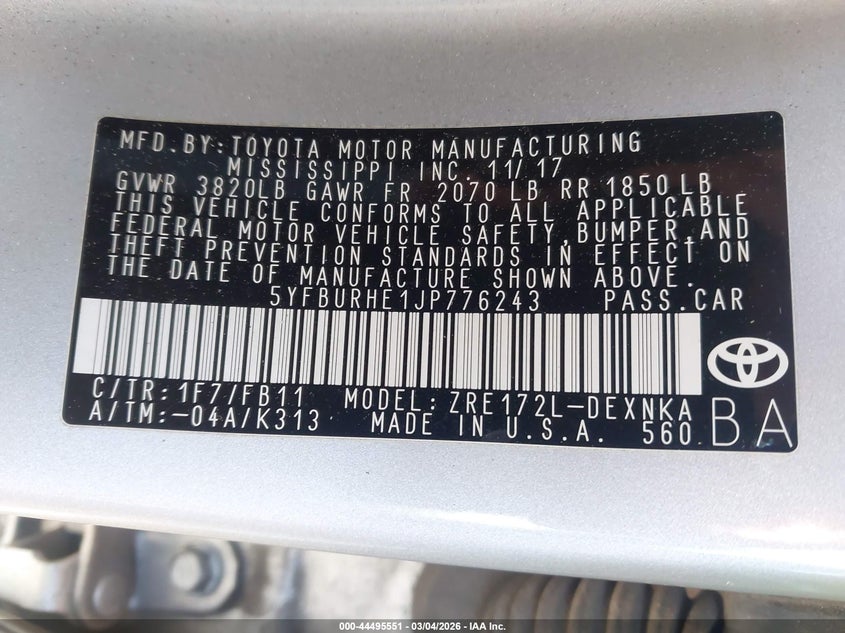 MFD.BY:TOYOTA MOTOR MANUFACTURING
MISSISSIPPI INC. 11/17
GVWR 3820LB GAWR FR 2070 LB RR 1850 LB
THIS VEHICLE CONFORMS TO ALL APPLICABLE
FEDERAL MOTOR VEHICLE SAFETY,BUMPER,AND
THEFT PREVENTION STANDARDS IN EFFECT ON
THE DATE OF MANUFACTURE SHOWN ABOVE.
5YFBURHE1JP776243 PASS.CAR
C/TR:1F7/FB11 MODEL:ZRE172L-DEXNKA
A/TM:-04A/K313 MADE IN U.S.A. 560
BA
000-44495551 - 03/04/2026 - IAA Inc.